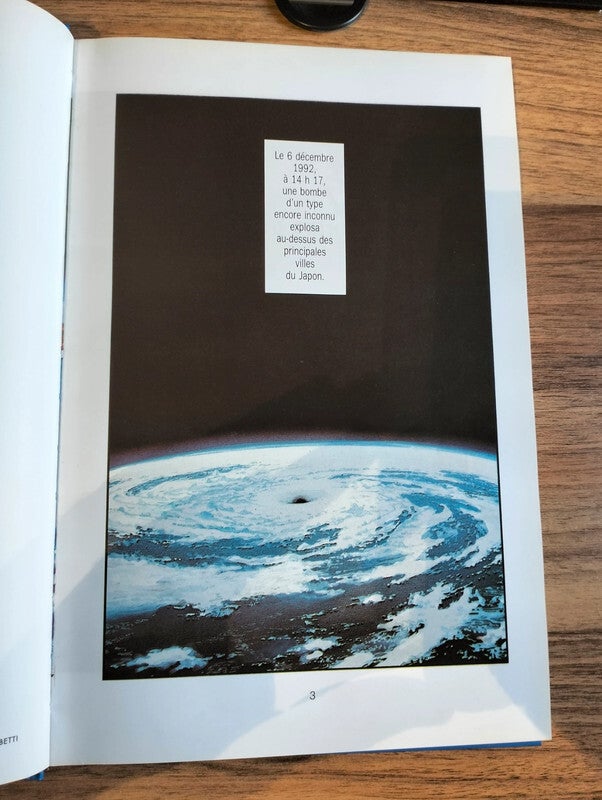 Le 6 décembre
1992,
à 14 h 17,
une bombe
d'un type
encore inconnu
explosa
au-dessus des
principales
villes
du Japon.
3
BETTI